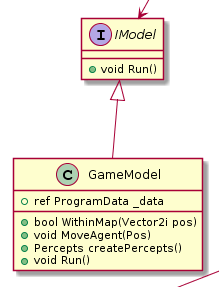 I IModel
void Run()
C GameModel
ref ProgramData _data
bool WithinMap(Vector2i pos)
void MoveAgent(Pos)
Percepts createPercepts()
void Run()